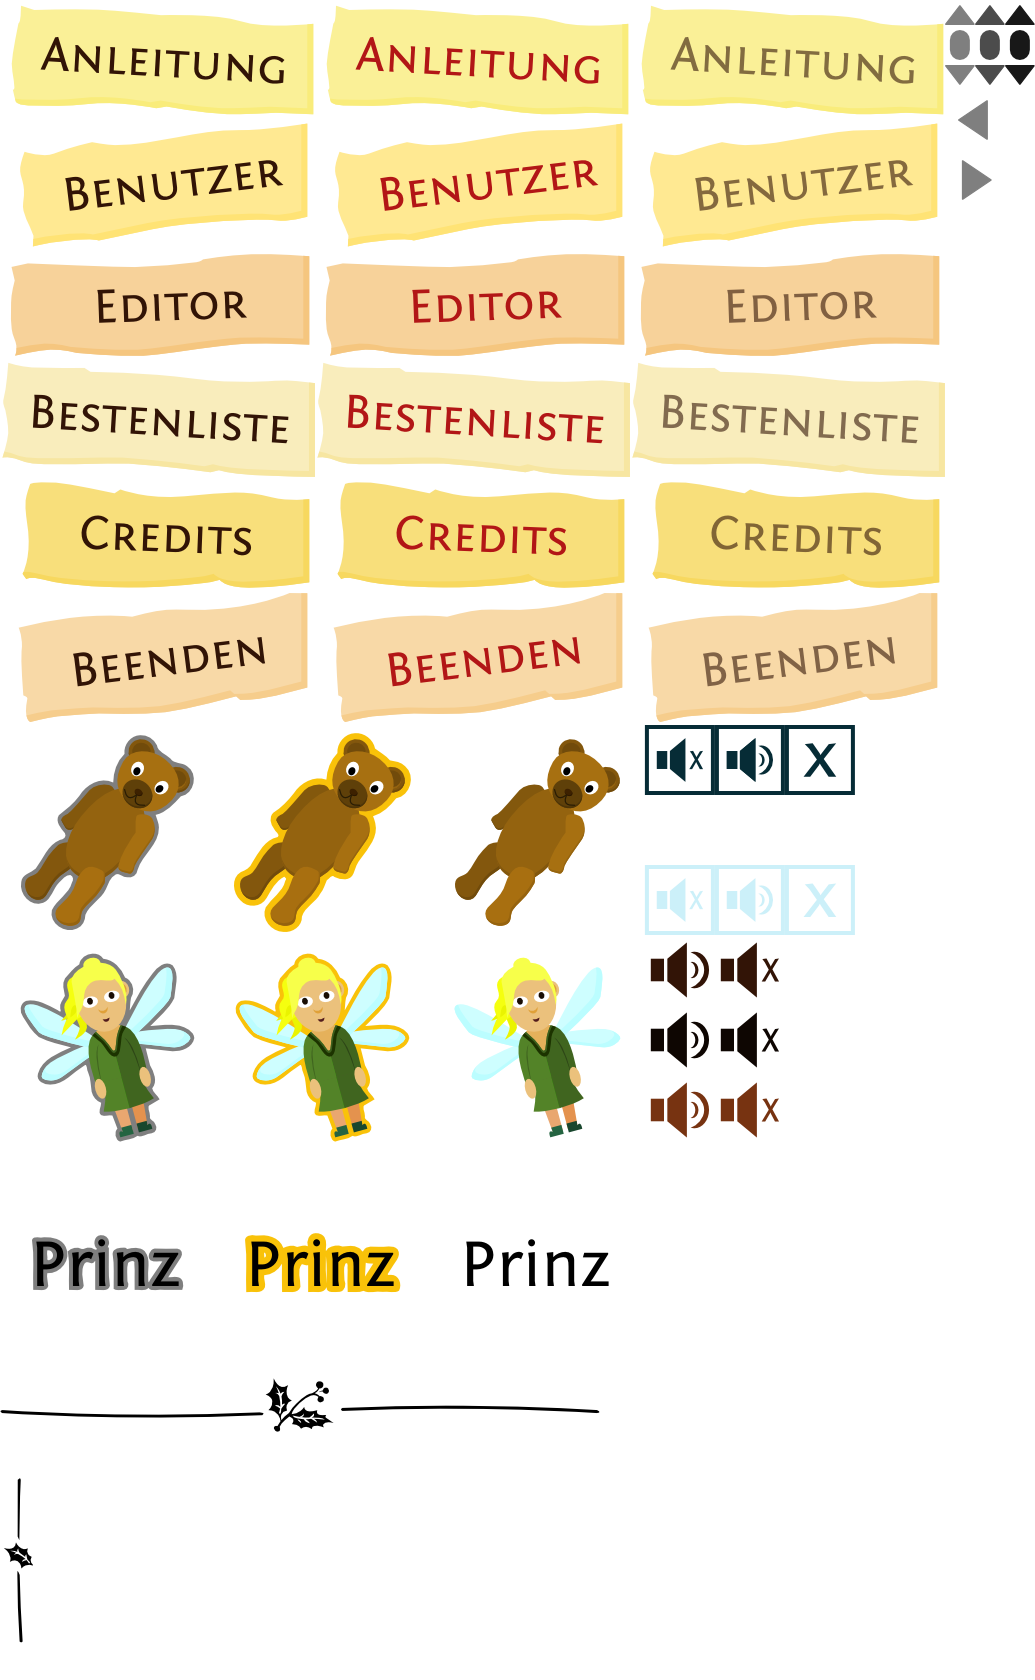 ANLEITUNG ANLEITUNG ANLEITUNG
BENUTZER BENUTZER BENUTZER
EDITOR EDITOR EDITOR
BESTENLISTE BESTENLISTE BESTENLISTE
CREDITS CREDITS CREDITS
BEENDEN BEENDEN BEENDEN
x X
x X
x
x
x
Prinz Prinz Prinz